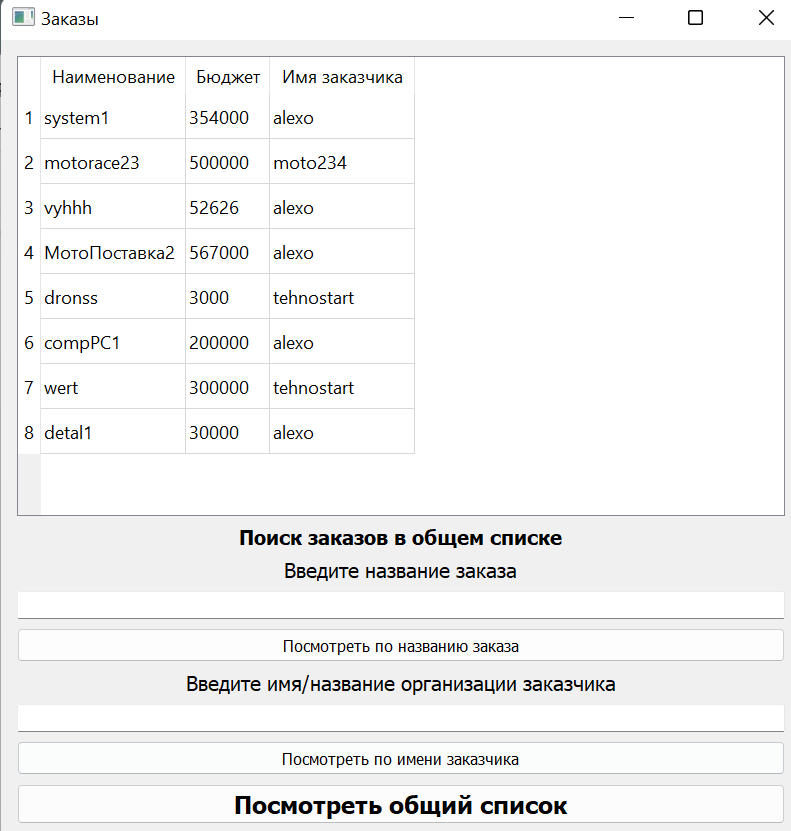 Заказы
Наименование Бюджет Имя заказчика
1 system1 354000 alexo
2 motorace23 500000 moto234
3 vyhhh 52626 alexo
4 МотоПоставка2 567000 alexo
5 dronss 3000 tehnostart
6 compPC1 200000 alexo
7 wert 300000 tehnostart
8 detal1 30000 alexo
Поиск заказов в общем списке
Введите название заказа
Посмотреть по названию заказа
Введите имя/название организации заказчика
Посмотреть по имени заказчика
Посмотреть общий список